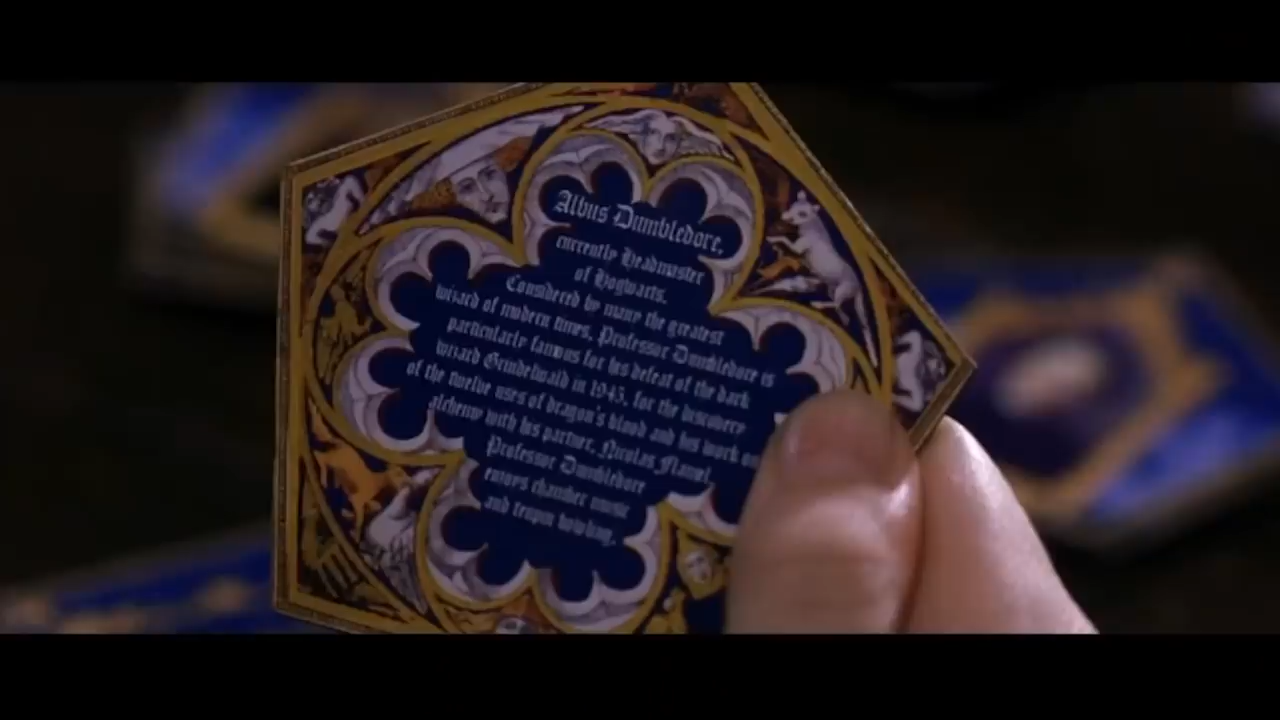 Albus Dumbledore,
currently Headmaster
of Hogwarts.
Considered by many the greatest
wizard of modern times, Professor Dumbledore is
particularly famous for his defeat of the dark
wizard Grindelwald in 1945, for the discovery
of the twelve uses of dragon's blood and his work on
alchemy with his partner, Nicolas Flamel.
Professor Dumbledore
enjoys chamber music
and tenpin bowling.